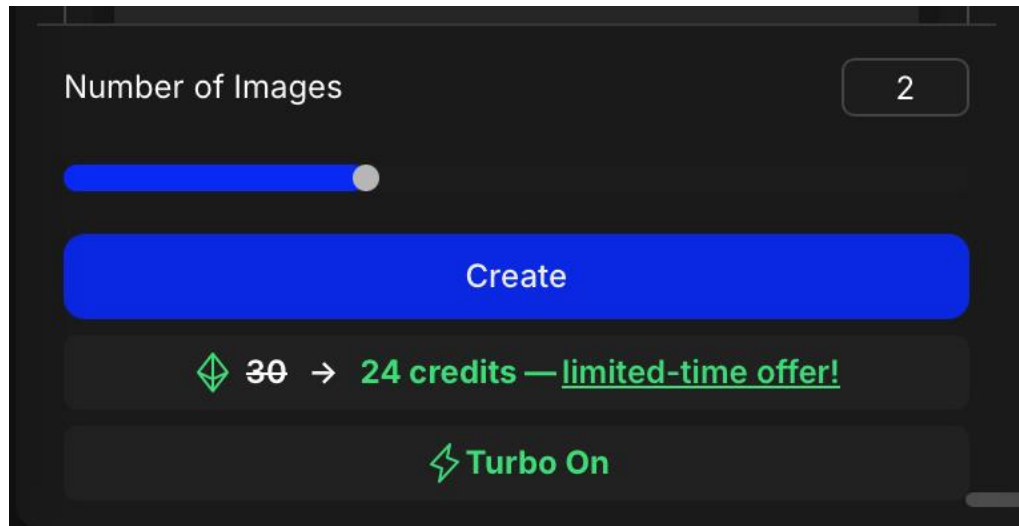 Number of Images
2
Create
30 → 24 credits — limited-time offer!
Turbo On